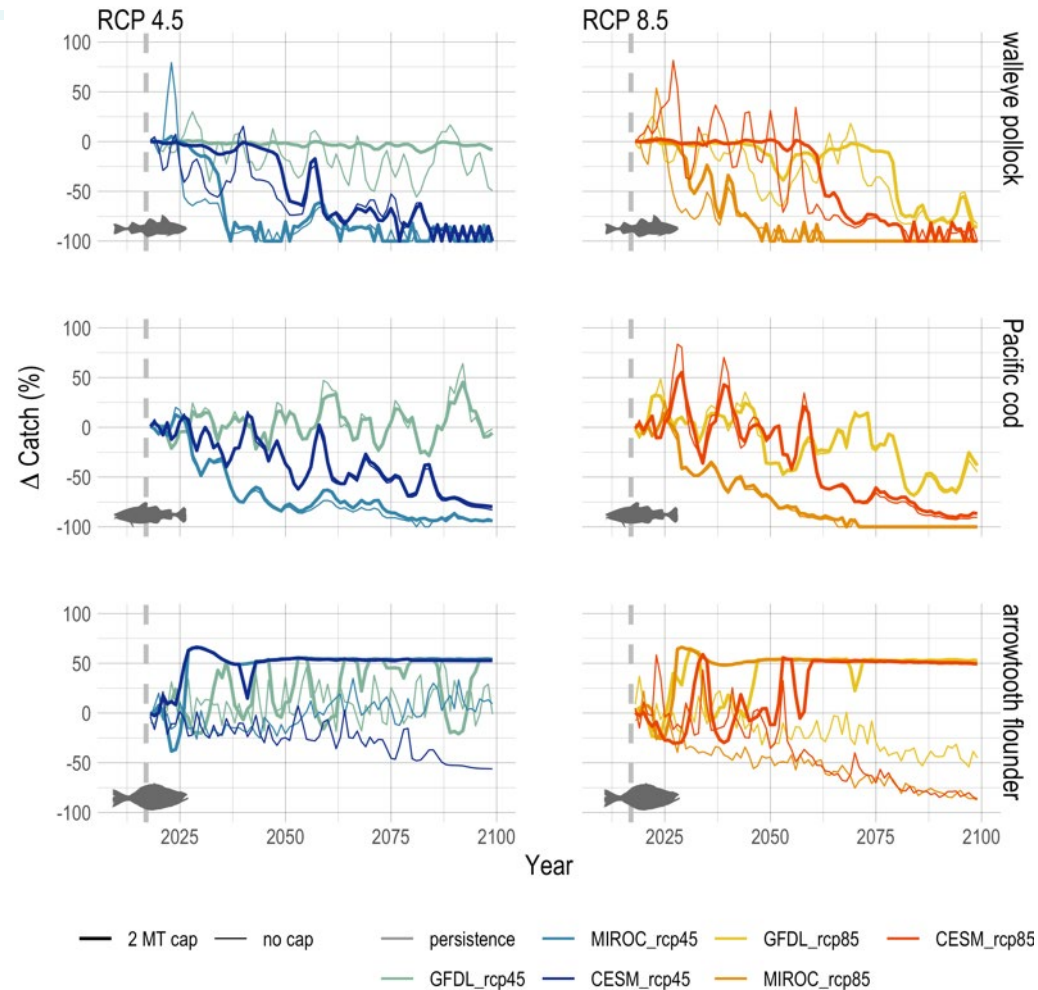 RCP 4.5
RCP 8.5
100
50
0
-50
-100
walleye pollock
100
50
0
-50
-100
Pacific cod
100
50
0
-50
-100
arrowtooth flounder
Δ Catch (%)
2025 2050 2075 2100
2025 2050 2075 2100
Year
2 MT cap no cap persistence MIROC_rcp45 GFDL_rcp85 CESM_rcp85
GFDL_rcp45 CESM_rcp45 MIROC_rcp85